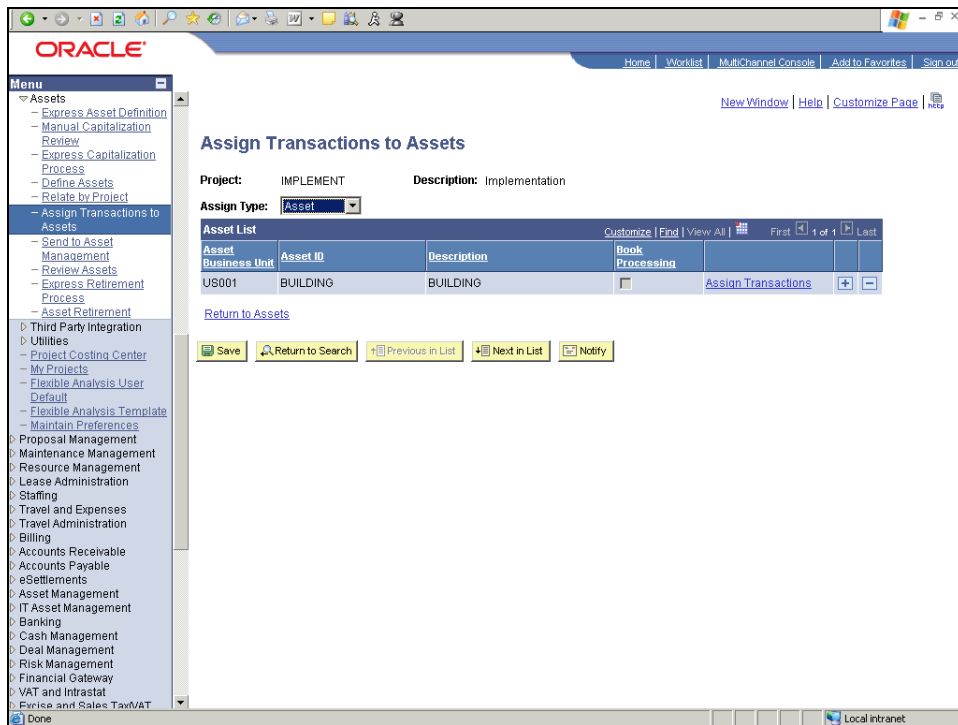 ORACLE
Home | Worklist | MultiChannel Console | Add to Favorites | Sign out
Menu
Assets
Express Asset Definition
Manual Capitalization
Review
Express Capitalization
Process
Define Assets
Relate by Project
Assign Transactions to
Assets
Send to Asset
Management
Review Assets
Express Retirement
Process
Asset Retirement
Third Party Integration
Utilities
Project Costing Center
My Projects
Flexible Analysis User
Default
Flexible Analysis Template
Maintain Preferences
Proposal Management
Maintenance Management
Resource Management
Lease Administration
Staffing
Travel and Expenses
Travel Administration
Billing
Accounts Receivable
Accounts Payable
eSettlements
Asset Management
IT Asset Management
Banking
Cash Management
Deal Management
Risk Management
Financial Gateway
VAT and Intrastat
Excise and Sales Tax/VAT
New Window | Help | Customize Page | http
Assign Transactions to Assets
Project: IMPLEMENT Description: Implementation
Assign Type: Asset
Asset List Customize | Find | View All | First 1 of 1 Last
Asset Business Unit Asset ID Description Book Processing
US001 BUILDING BUILDING Assign Transactions + -
Return to Assets
Save Return to Search Previous in List Next in List Notify
Done Local intranet